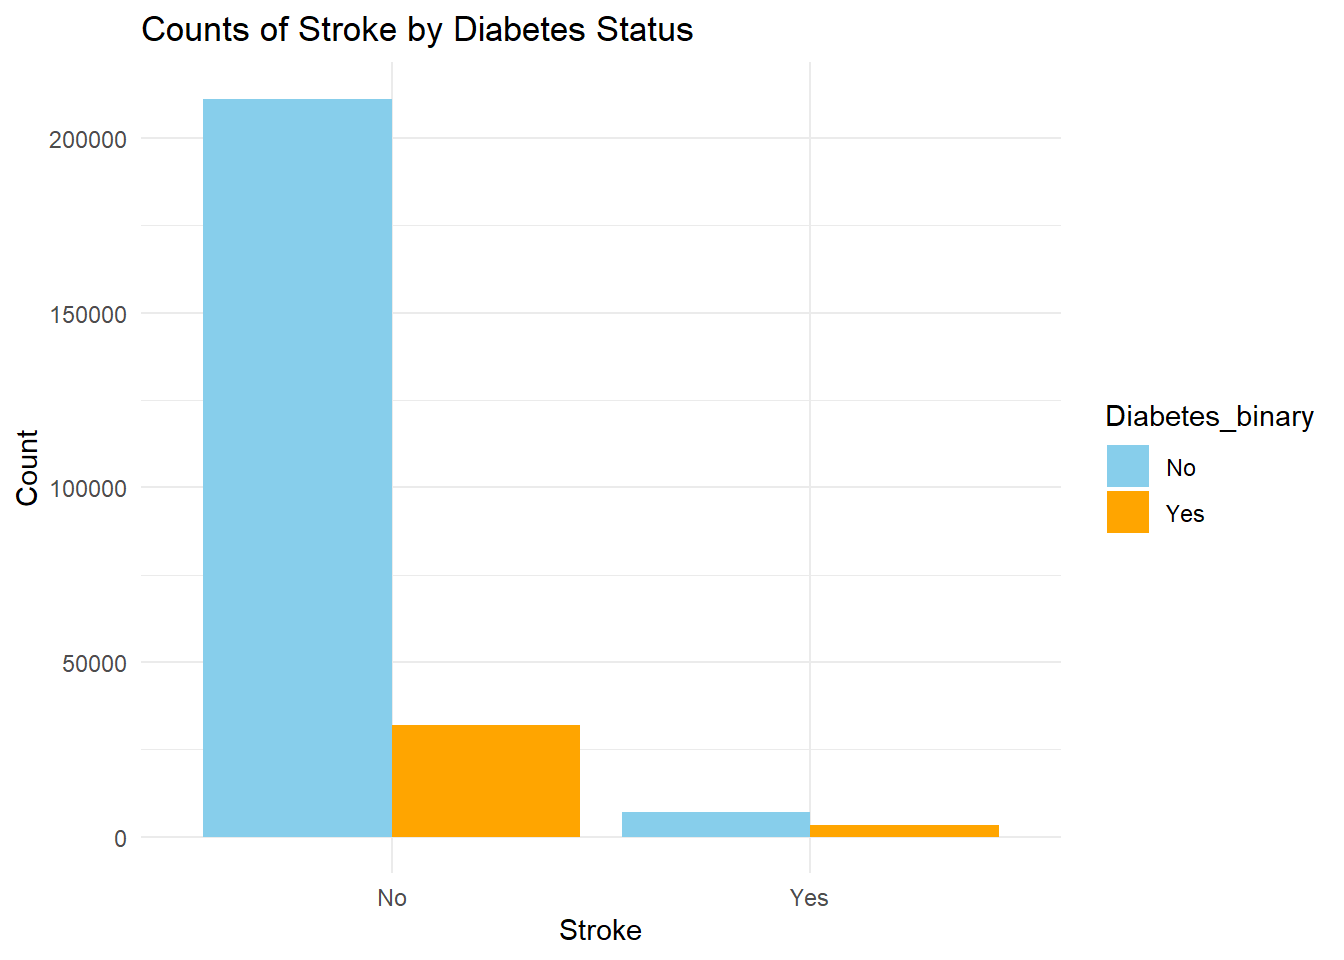 Counts of Stroke by Diabetes Status
200000
150000
100000
50000
0
Count
No
Yes
Stroke
Diabetes_binary
No
Yes